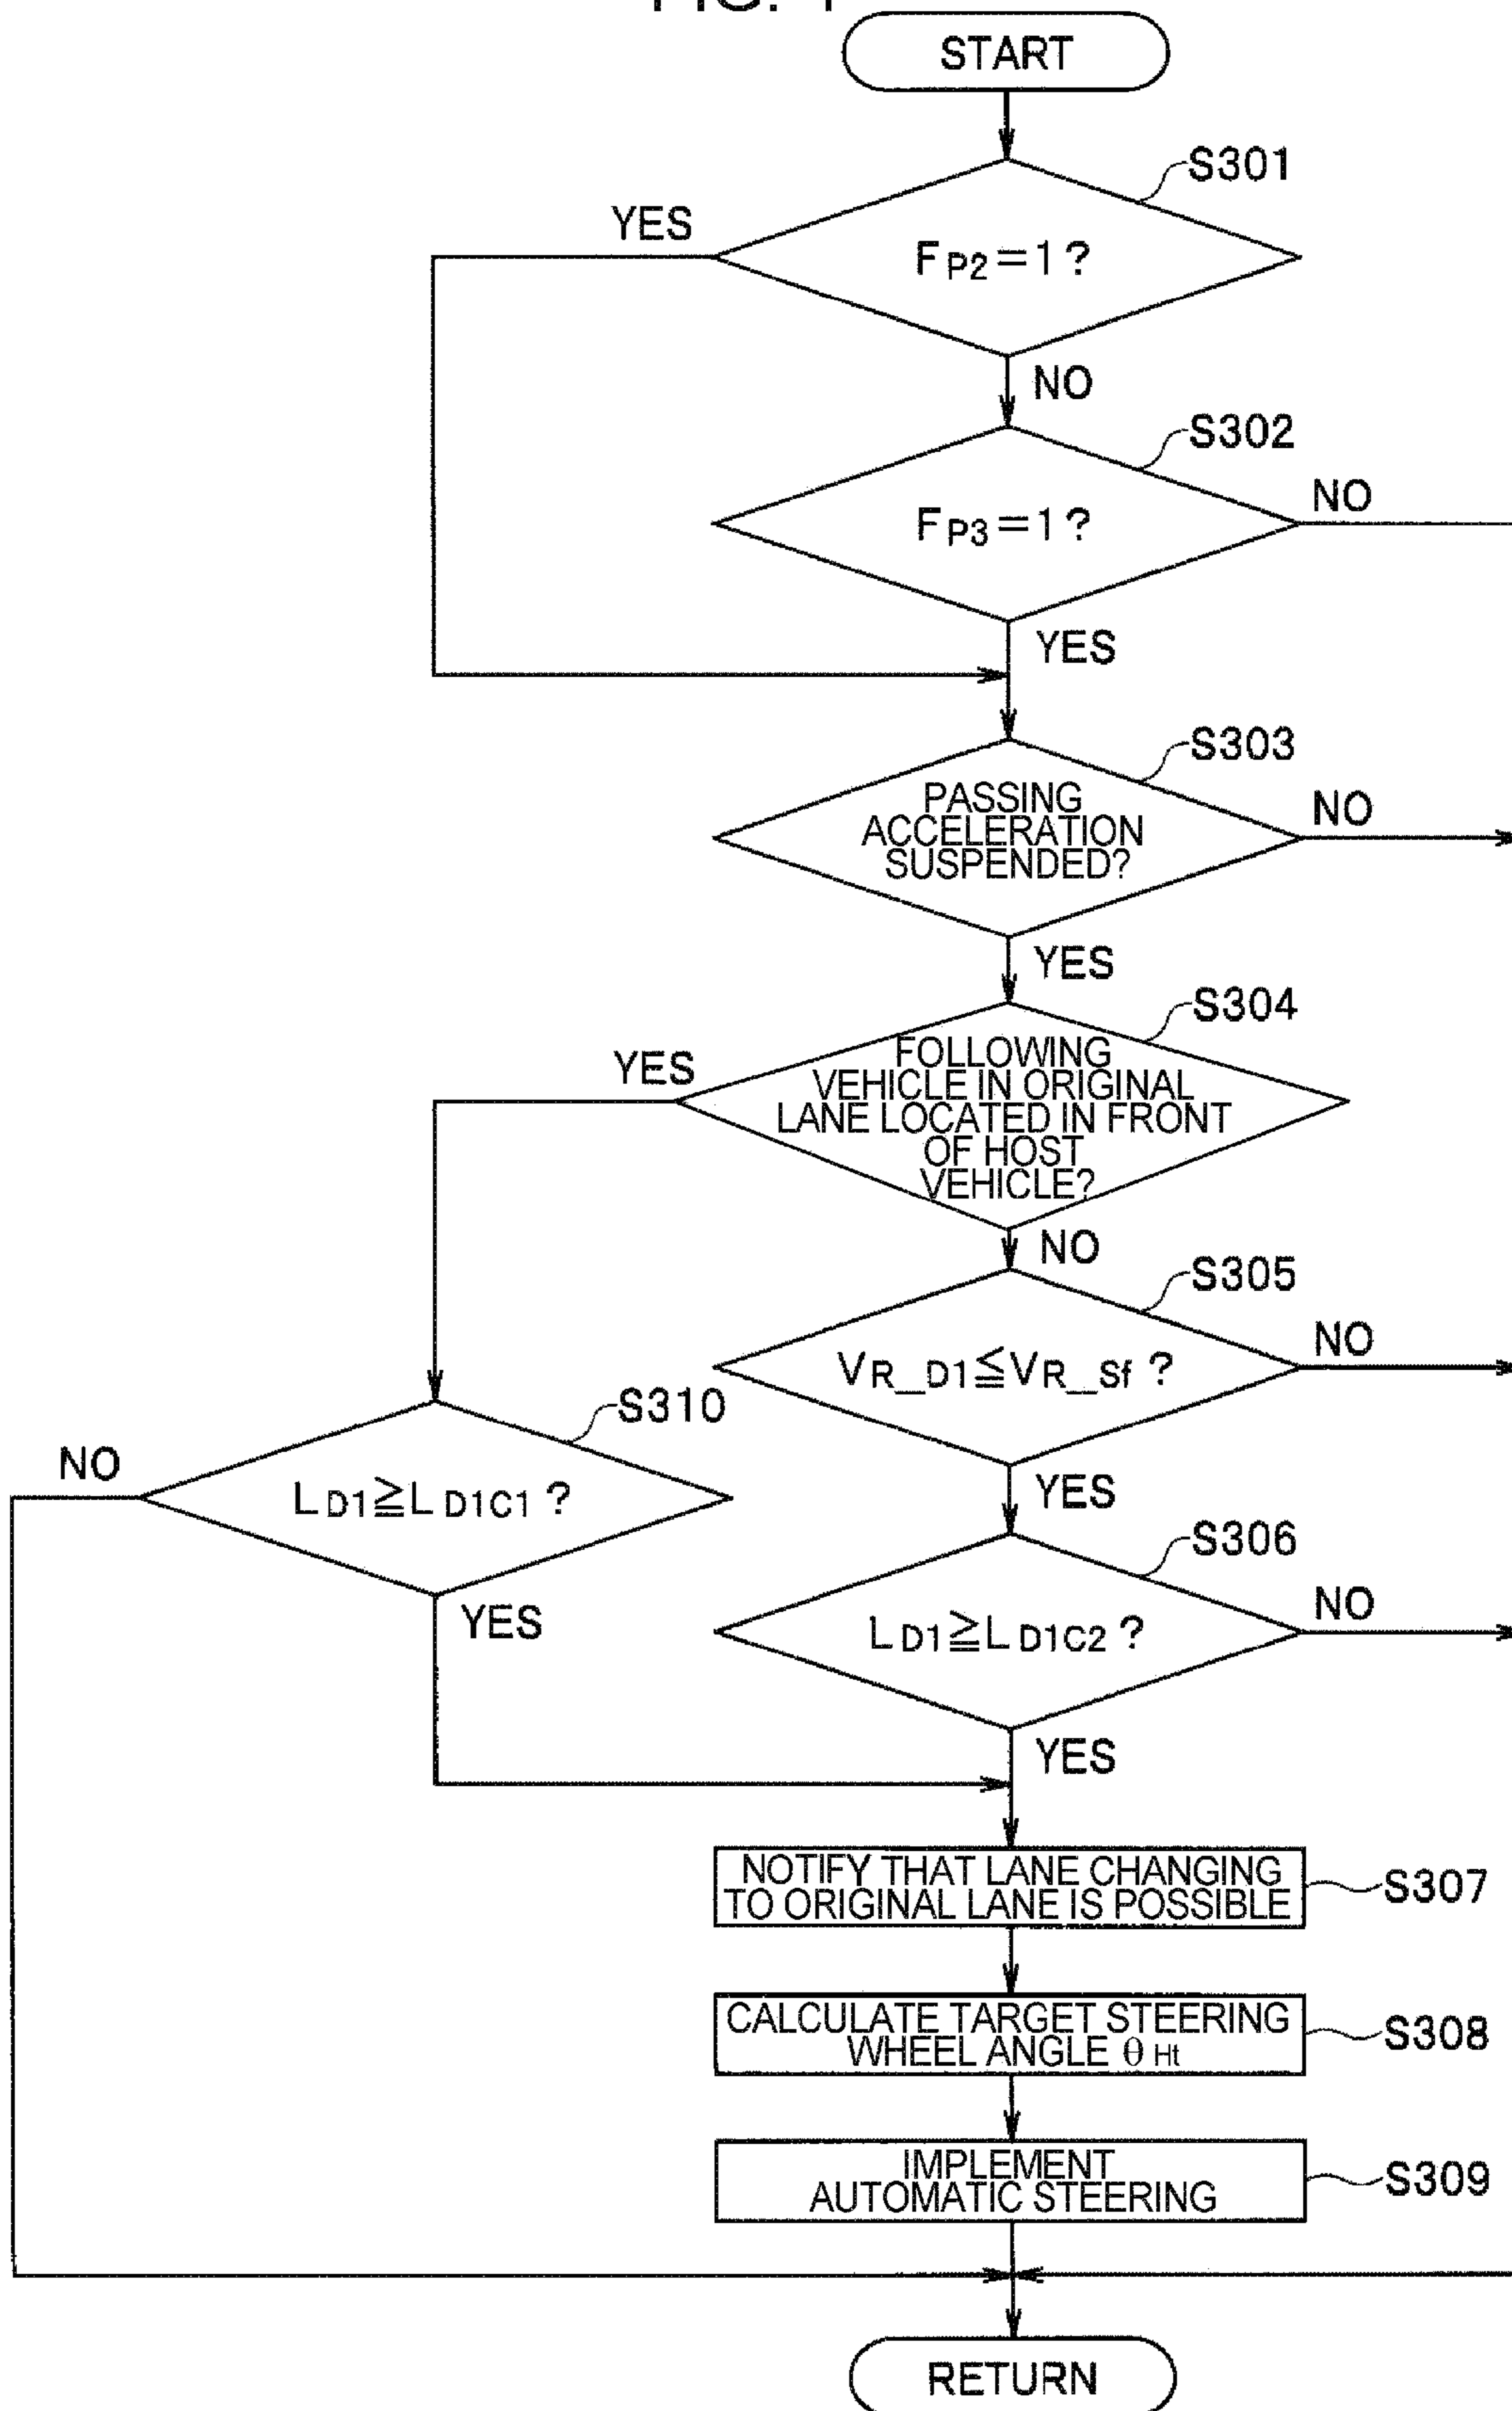 START
S301
YES
FP2=1?
NO
S302
NO
FP3=1?
YES
S303
PASSING
ACCELERATION
SUSPENDED?
NO
YES
S304
YES
FOLLOWING
VEHICLE IN ORIGINAL
LANE LOCATED IN FRONT
OF HOST
VEHICLE?
NO
S305
NO
VR_D1≦VR_Sf ?
S310
NO
LD1≧LD1C1 ?
YES
S306
NO
YES
LD1≧LD1C2 ?
YES
NOTIFY THAT LANE CHANGING
TO ORIGINAL LANE IS POSSIBLE
S307
CALCULATE TARGET STEERING
WHEEL ANGLE θHt
S308
IMPLEMENT
AUTOMATIC STEERING
S309
RETURN